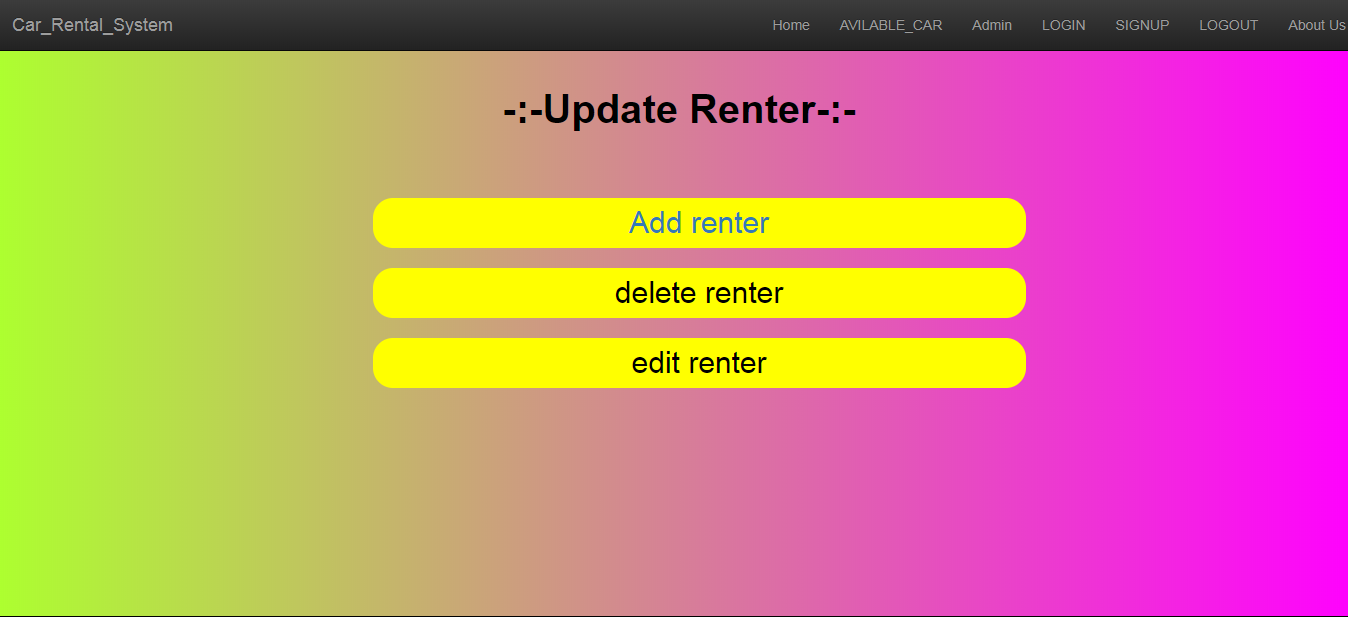 Car_Rental_System Home AVILABLE_CAR Admin LOGIN SIGNUP LOGOUT About Us
-:-Update Renter-:-
Add renter
delete renter
edit renter